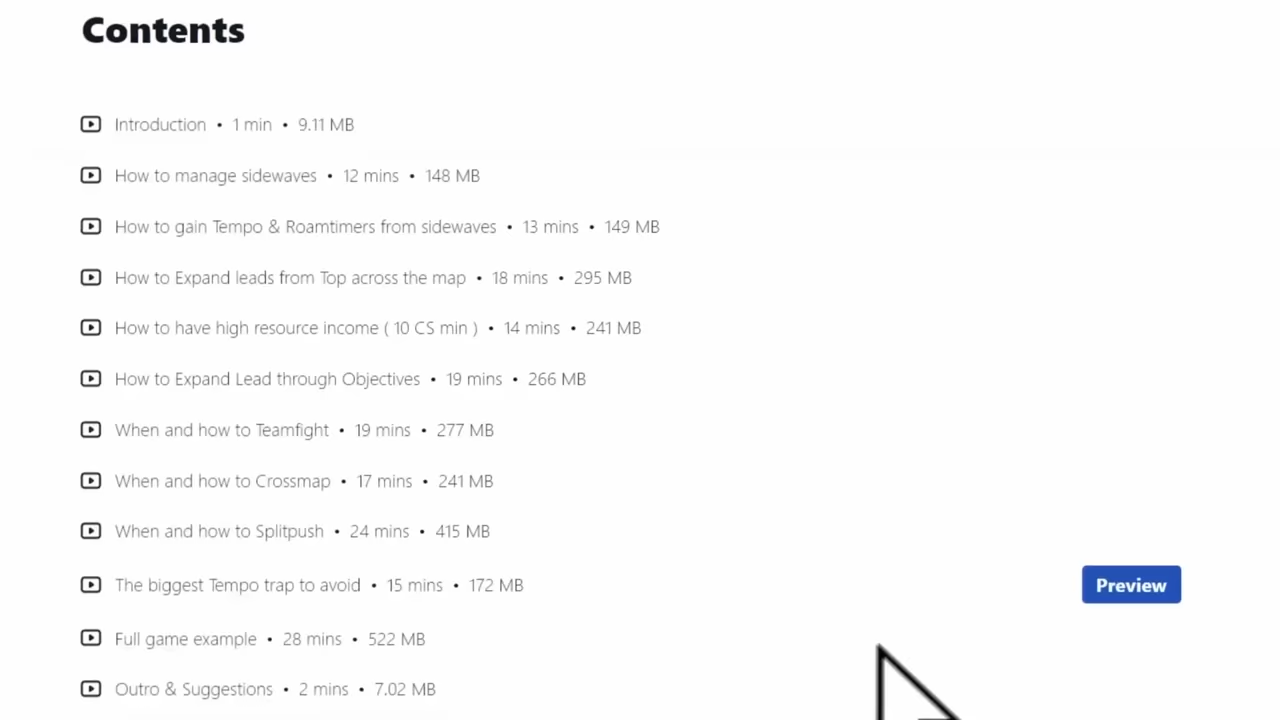 Contents
Introduction • 1 min • 9.11 MB
How to manage sidewaves • 12 mins • 148 MB
How to gain Tempo & Roamtimers from sidewaves • 13 mins • 149 MB
How to Expand leads from Top across the map • 18 mins • 295 MB
How to have high resource income ( 10 CS min ) • 14 mins • 241 MB
How to Expand Lead through Objectives • 19 mins • 266 MB
When and how to Teamfight • 19 mins • 277 MB
When and how to Crossmap • 17 mins • 241 MB
When and how to Splitpush • 24 mins • 415 MB
The biggest Tempo trap to avoid • 15 mins • 172 MB Preview
Full game example • 28 mins • 522 MB
Outro & Suggestions • 2 mins • 7.02 MB